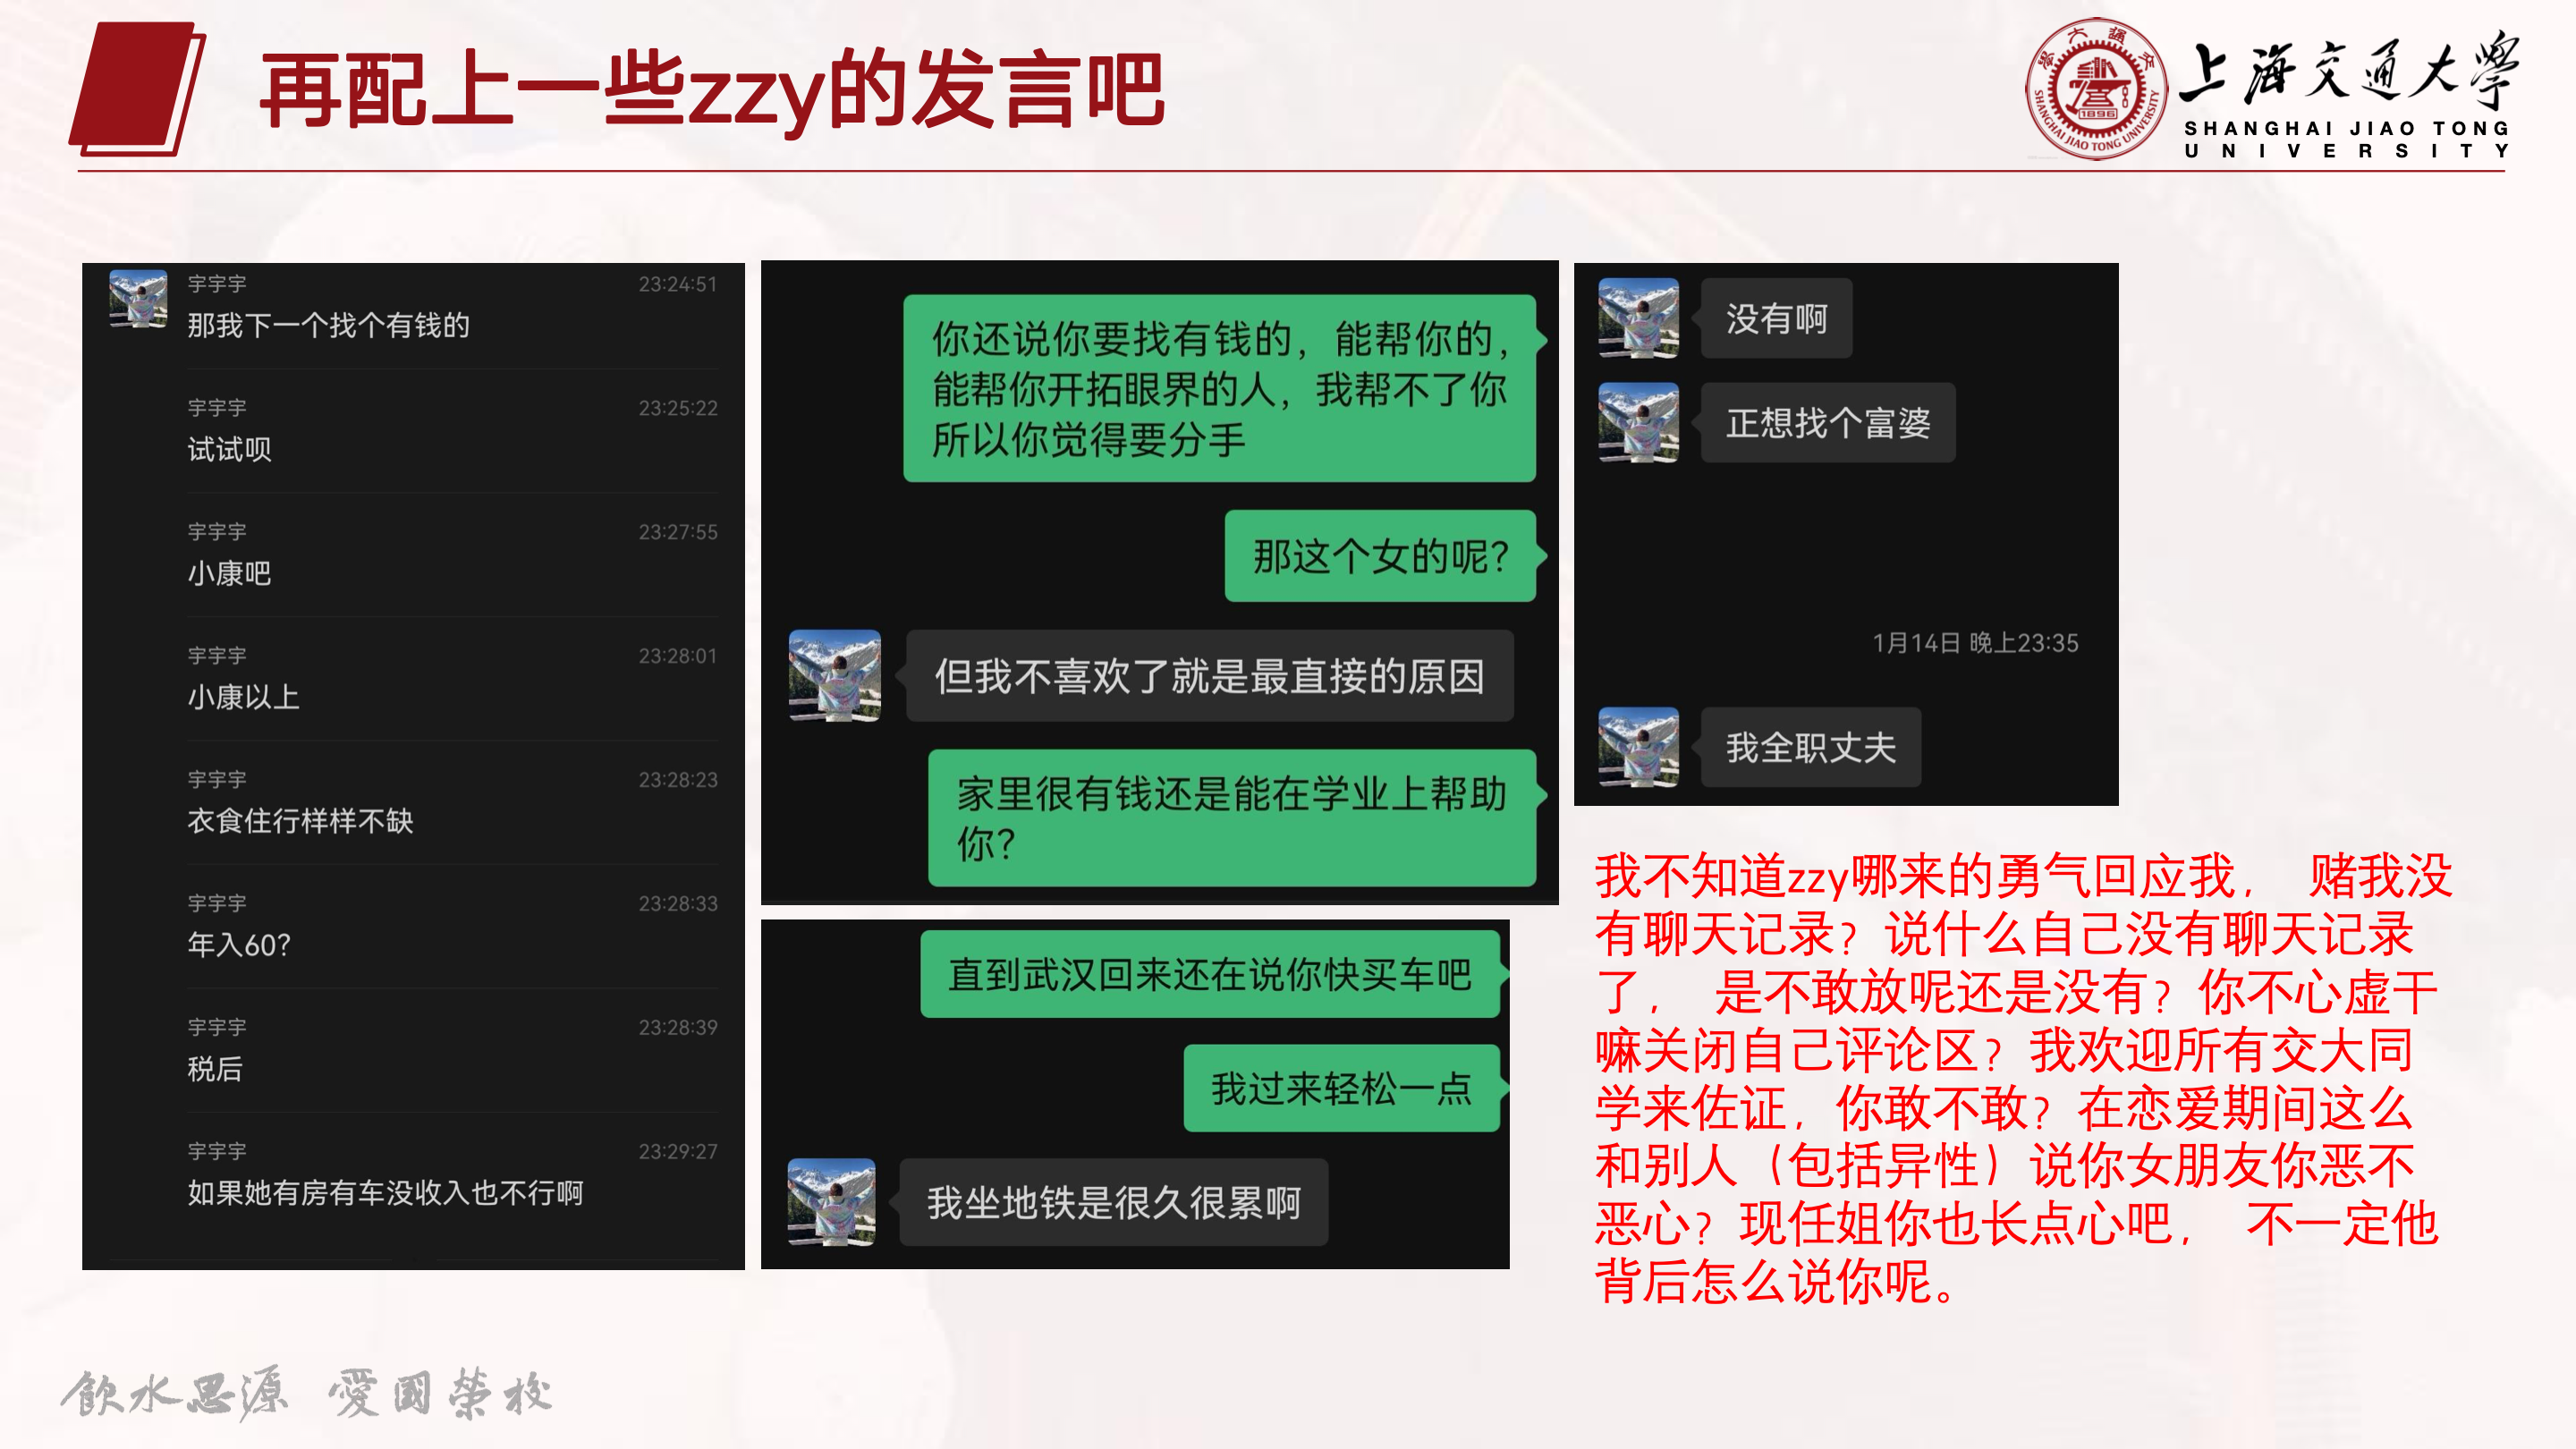 再配上一些zzy的发言吧
上海交通大學
SHANGHAI JIAO TONG
UNIVERSITY
1896
SHANGHAI JIAO TONG UNIVERSITY
宇宇宇 23:24:51
那我下一个找个有钱的
宇宇宇 23:25:22
试试呗
宇宇宇 23:27:55
小康吧
宇宇宇 23:28:01
小康以上
宇宇宇 23:28:23
衣食住行样样不缺
宇宇宇 23:28:33
年入60?
宇宇宇 23:28:39
税后
宇宇宇 23:29:27
如果她有房有车没收入也不行啊
你还说你要找有钱的，能帮你的，
能帮你开拓眼界的人，我帮不了你
所以你觉得要分手
那这个女的呢？
但我不喜欢了就是最直接的原因
家里很有钱还是能在学业上帮助
你？
直到武汉回来还在说你快买车吧
我过来轻松一点
我坐地铁是很久很累啊
没有啊
正想找个富婆
1月14日 晚上23:35
我全职丈夫
我不知道zzy哪来的勇气回应我， 赌我没
有聊天记录？说什么自己没有聊天记录
了， 是不敢放呢还是没有？你不心虚干
嘛关闭自己评论区？我欢迎所有交大同
学来佐证，你敢不敢？在恋爱期间这么
和别人（包括异性）说你女朋友你恶不
恶心？现任姐你也长点心吧， 不一定他
背后怎么说你呢。
飲水思源 愛國榮校